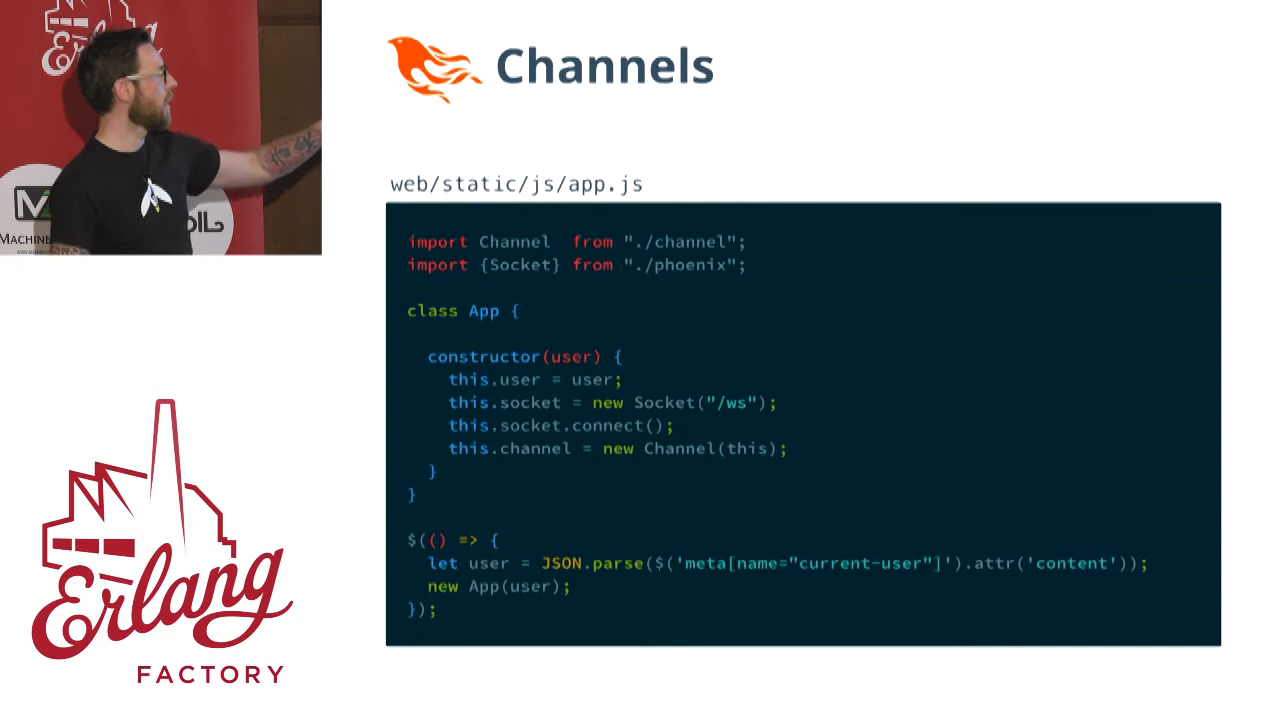 Erl
MACHINE
Channels
web/static/js/app.js
import Channel  from "./channel";
import {Socket} from "./phoenix";
class App {
constructor(user) {
this.user = user;
this.socket = new Socket("/ws");
this.socket.connect();
this.channel = new Channel(this);
}
}
$(() => {
let user = JSON.parse($('meta[name="current-user"]').attr('content'));
new App(user);
});
Erlang
FACTORY